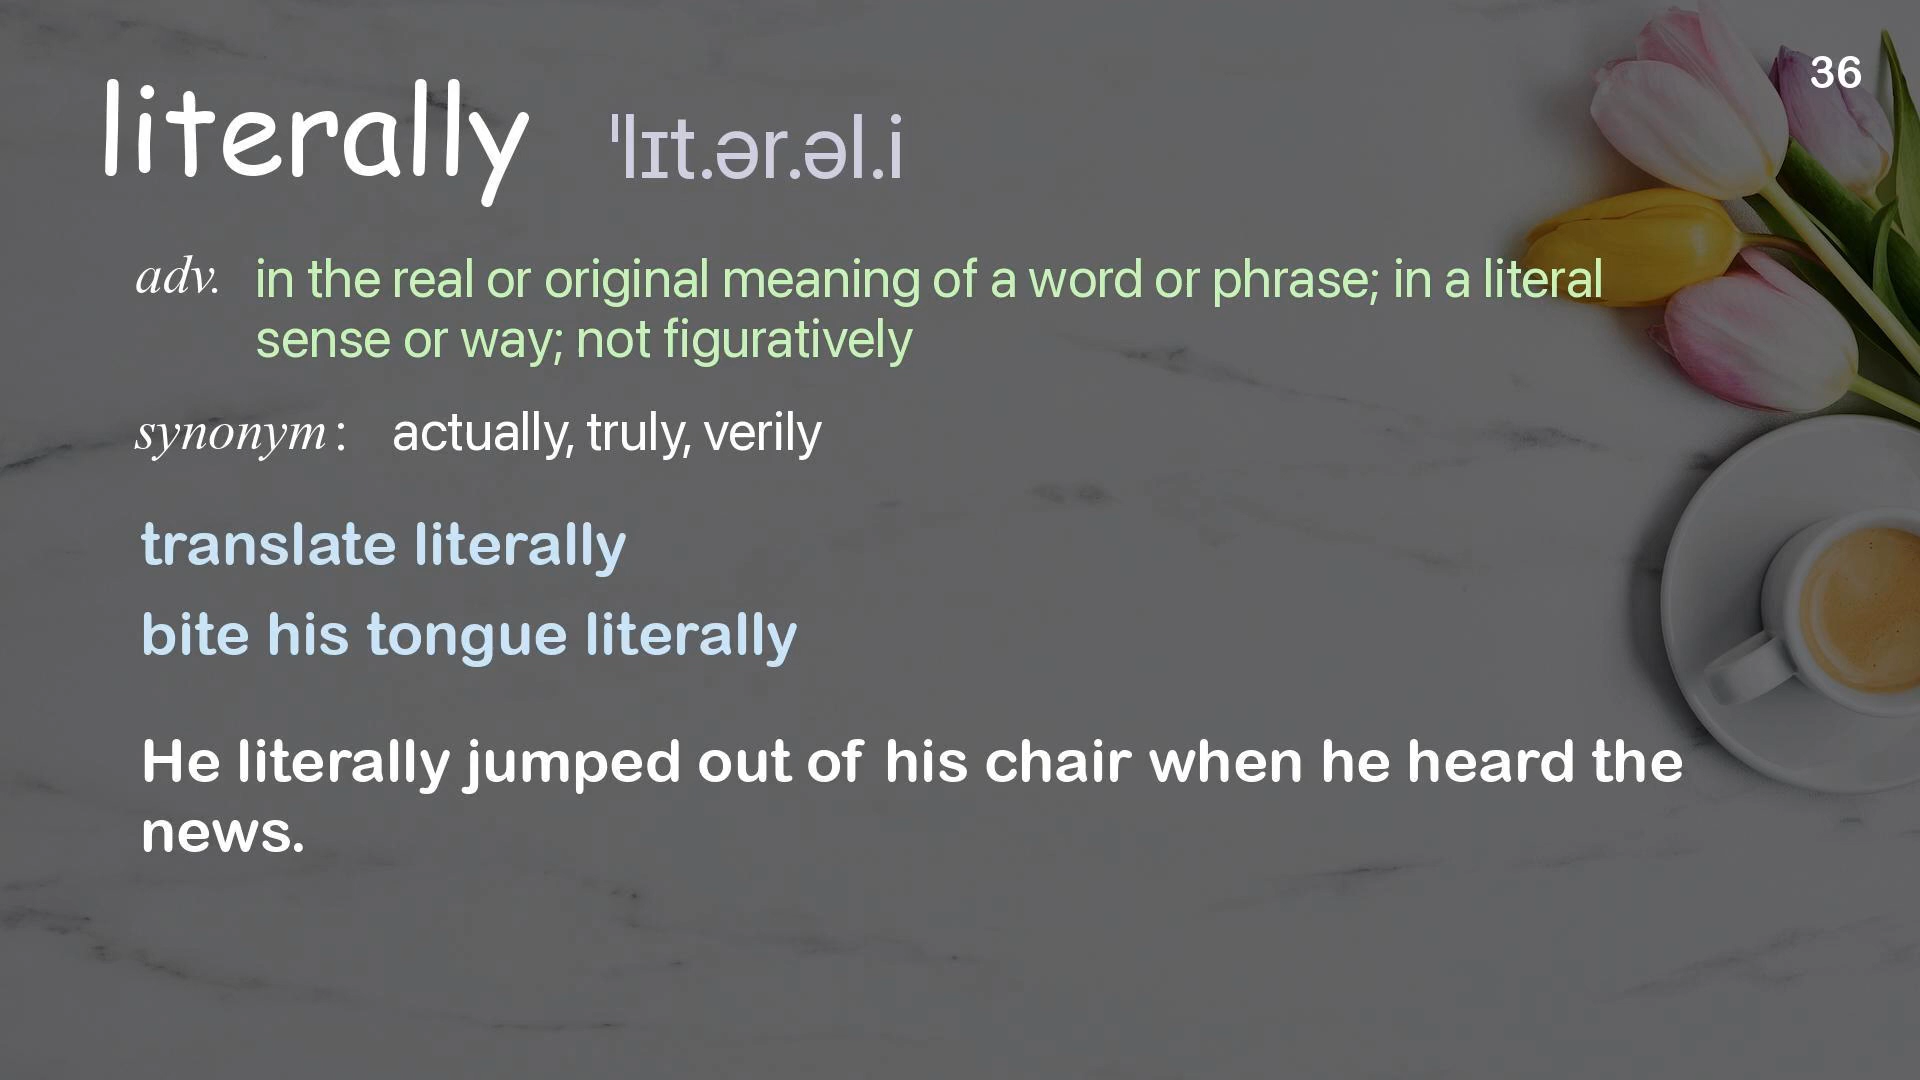 36
literally ˈlɪt.ər.əl.i
adv. in the real or original meaning of a word or phrase; in a literal
sense or way; not figuratively
synonym: actually, truly, verily
translate literally
bite his tongue literally
He literally jumped out of his chair when he heard the
news.